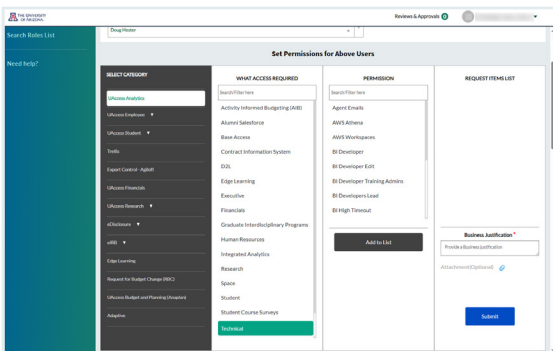 THE UNIVERSITY
OF ARIZONA
Reviews & Approvals 0
Search Roles List
Need help?
Doug Hester
Set Permissions for Above Users
SELECT CATEGORY
UAccess Analytics
UAccess Employee
UAccess Student
Trellis
Export Control - Agiloft
UAccess Financials
UAccess Research
eDisclosure
eIRB
Edge Learning
Request for Budget Change (RBC)
UAccess Budget and Planning (Anaplan)
Adaptive
WHAT ACCESS REQUIRED
Search/Filter here
Activity Informed Budgeting (AIB)
Alumni Salesforce
Base Access
Contract Information System
D2L
Edge Learning
Executive
Financials
Graduate Interdisciplinary Programs
Human Resources
Integrated Analytics
Research
Space
Student
Student Course Surveys
Technical
PERMISSION
Search/Filter here
Agent Emails
AWS Athena
AWS Workspaces
BI Developer
BI Developer Edit
BI Developer Training Admins
BI Developers Lead
BI High Timeout
Add to List
REQUEST ITEMS LIST
Business Justification *
Provide a Business justification
Attachment(Optional)
Submit